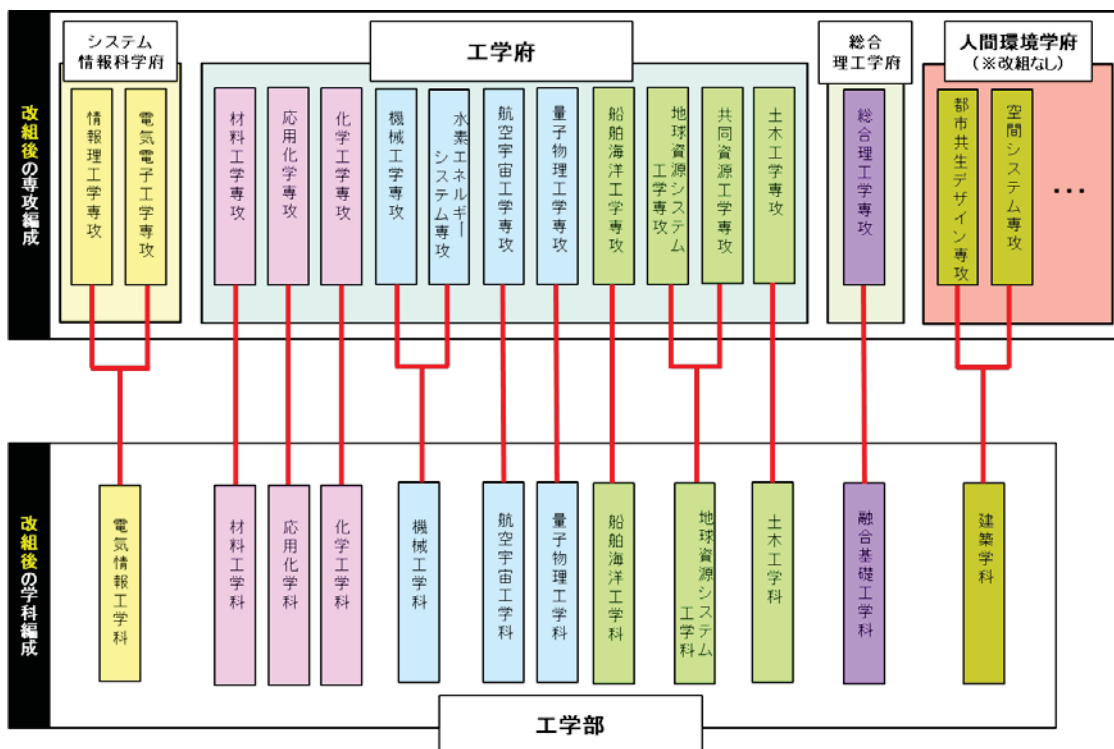 システム
情報科学府
工学府
総合
理工学府
人間環境学府
(※改組なし)
改組後の専攻編成
情報理工学専攻
電気電子工学専攻
材料工学専攻
応用化学専攻
化学工学専攻
機械工学専攻
水素エネルギー
システム専攻
航空宇宙工学専攻
量子物理工学専攻
船舶海洋工学専攻
地球資源システム
工学専攻
共同資源工学専攻
土木工学専攻
総合理工学専攻
都市共生デザイン専攻
空間システム専攻
…
改組後の学科編成
電気情報工学科
材料工学科
応用化学科
化学工学科
機械工学科
航空宇宙工学科
量子物理工学科
船舶海洋工学科
地球資源システム
工学科
土木工学科
融合基礎工学科
建築学科
工学部